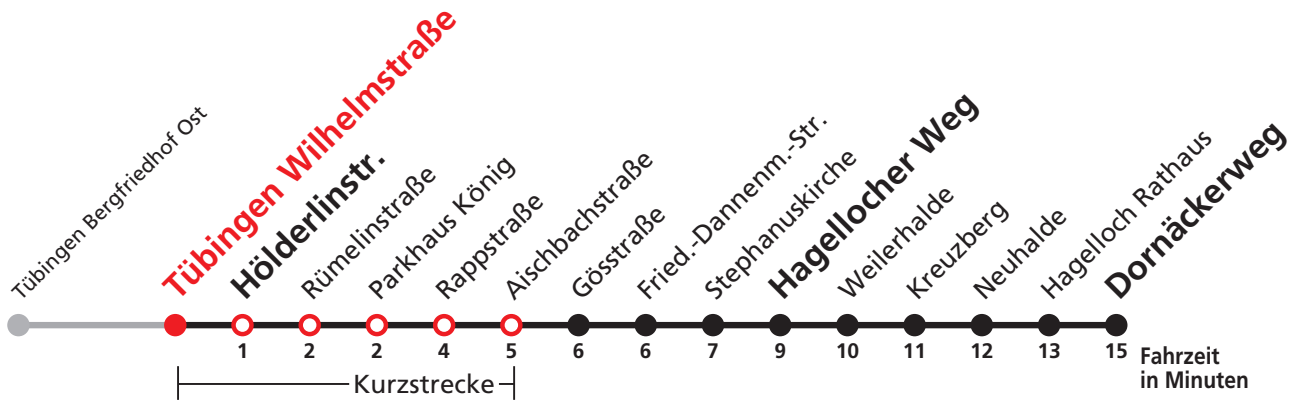 Tübingen Bergfriedhof Ost
Tübingen Wilhelmstraße
Hölderlinstr.
Rümelinstraße
Parkhaus König
Rappstraße
Aischbachstraße
Gösstraße
Fried.-Dannenm.-Str.
Stephanuskirche
Hagellocher Weg
Weilerhalde
Kreuzberg
Neuhalde
Hagelloch Rathaus
Dornäckerweg
1 2 2 4 5 6 6 7 9 10 11 12 13 15
Fahrzeit
in Minuten
Kurzstrecke